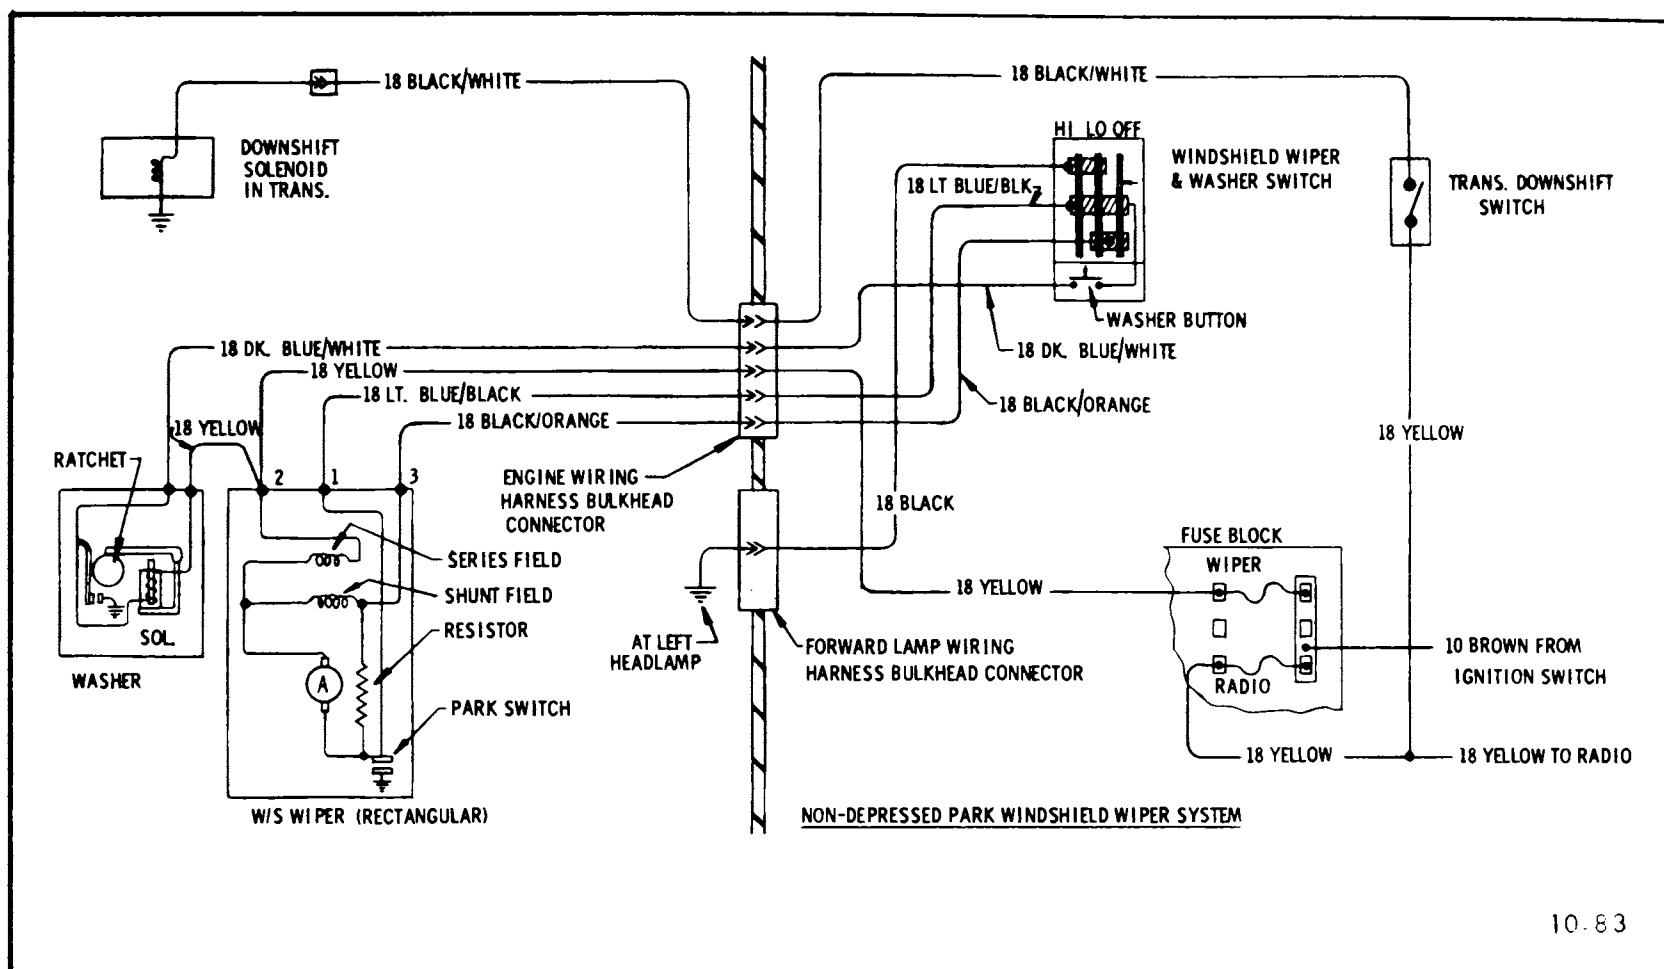 18 BLACK/WHITE
18 BLACK/WHITE
DOWNSHIFT
SOLENOID
IN TRANS.
HI LO OFF
WINDSHIELD WIPER
& WASHER SWITCH
18 LT BLUE/BLK
TRANS. DOWNSHIFT
SWITCH
WASHER BUTTON
18 DK. BLUE/WHITE
18 DK. BLUE/WHITE
18 YELLOW
18 LT. BLUE/BLACK
18 BLACK/ORANGE
18 BLACK/ORANGE
18 YELLOW
18 YELLOW
RATCHET
2 1 3
ENGINE WIRING
HARNESS BULKHEAD
CONNECTOR
18 BLACK
FUSE BLOCK
WIPER
SERIES FIELD
SHUNT FIELD
18 YELLOW
RESISTOR
SOL.
WASHER
AT LEFT
HEADLAMP
FORWARD LAMP WIRING
HARNESS BULKHEAD CONNECTOR
10 BROWN FROM
IGNITION SWITCH
RADIO
A
PARK SWITCH
18 YELLOW
18 YELLOW TO RADIO
W/S WIPER (RECTANGULAR)
NON-DEPRESSED PARK WINDSHIELD WIPER SYSTEM
10-83